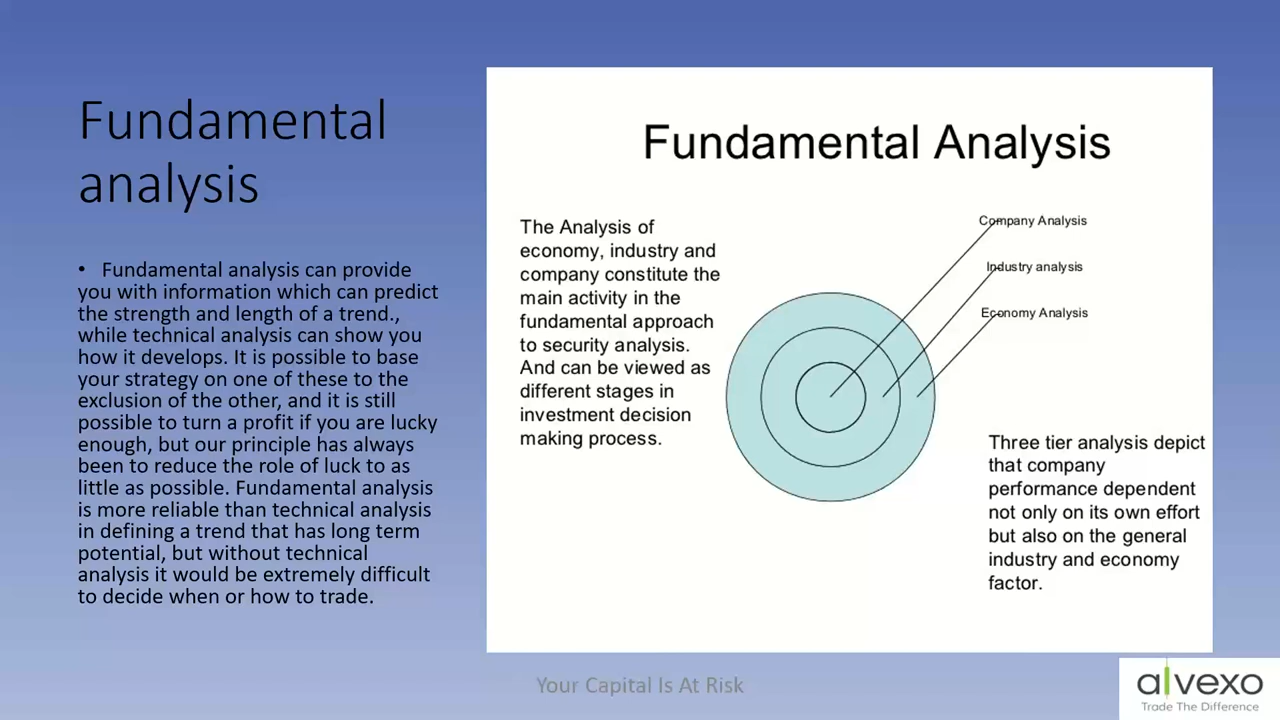 Fundamental
analysis
• Fundamental analysis can provide
you with information which can predict
the strength and length of a trend.,
while technical analysis can show you
how it develops. It is possible to base
your strategy on one of these to the
exclusion of the other, and it is still
possible to turn a profit if you are lucky
enough, but our principle has always
been to reduce the role of luck to as
little as possible. Fundamental analysis
is more reliable than technical analysis
in defining a trend that has long term
potential, but without technical
analysis it would be extremely difficult
to decide when or how to trade.
Fundamental Analysis
The Analysis of
economy, industry and
company constitute the
main activity in the
fundamental approach
to security analysis.
And can be viewed as
different stages in
investment decision
making process.
Company Analysis
Industry analysis
Economy Analysis
Three tier analysis depict
that company
performance dependent
not only on its own effort
but also on the general
industry and economy
factor.
Your Capital Is At Risk
alvexo
Trade The Difference